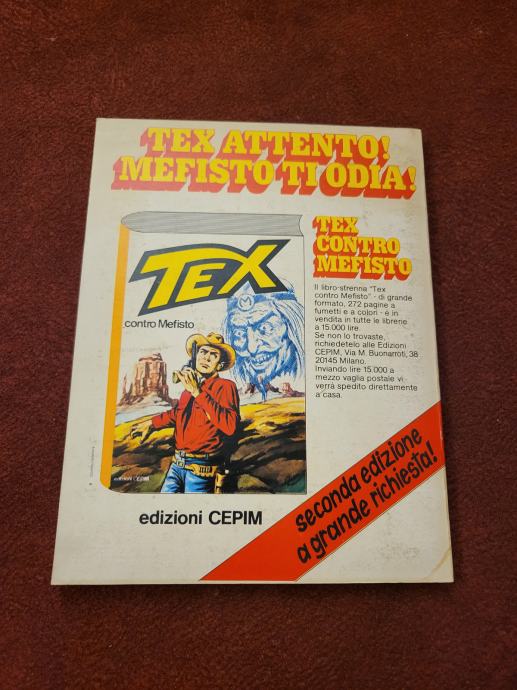 TEX ATTENTO!
MEFISTO TI ODIA!
TEX
CONTRO
MEFISTO
Il libro-strenna "Tex
contro Mefisto" - di grande
formato, 272 pagine a
fumetti e a colori - è in
vendita in tutte le librerie
a 15.000 lire.
Se non lo trovaste,
richiedetelo alle Edizioni
CEPIM, Via M. Buonarroti, 38
20145 Milano.
Inviando lire 15.000 a
mezzo vaglia postale vi
verrà spedito direttamente
a casa.
TEX
contro Mefisto
M
edizioni CEPIM
edizioni CEPIM
seconda edizione
a grande richiesta!